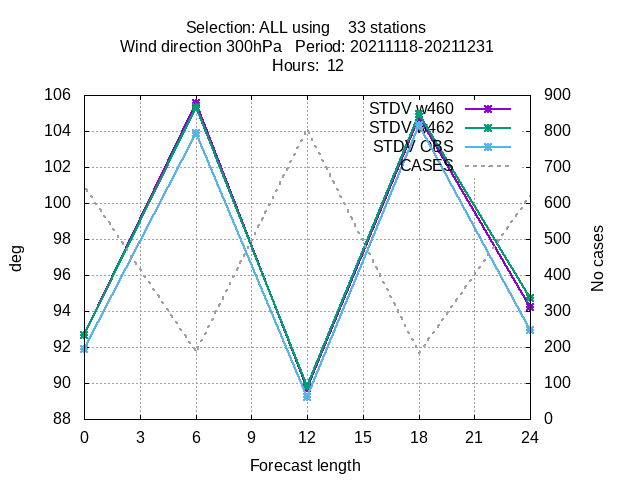 Selection: ALL using    33 stations
Wind direction 300hPa   Period: 20211118-20211231
Hours:  12
106
104
102
100
98
96
94
92
90
88
900
800
700
600
500
400
300
200
100
0
STDV w460
STDV w462
STDV OBS
CASES
deg
No cases
0 3 6 9 12 15 18 21 24
Forecast length